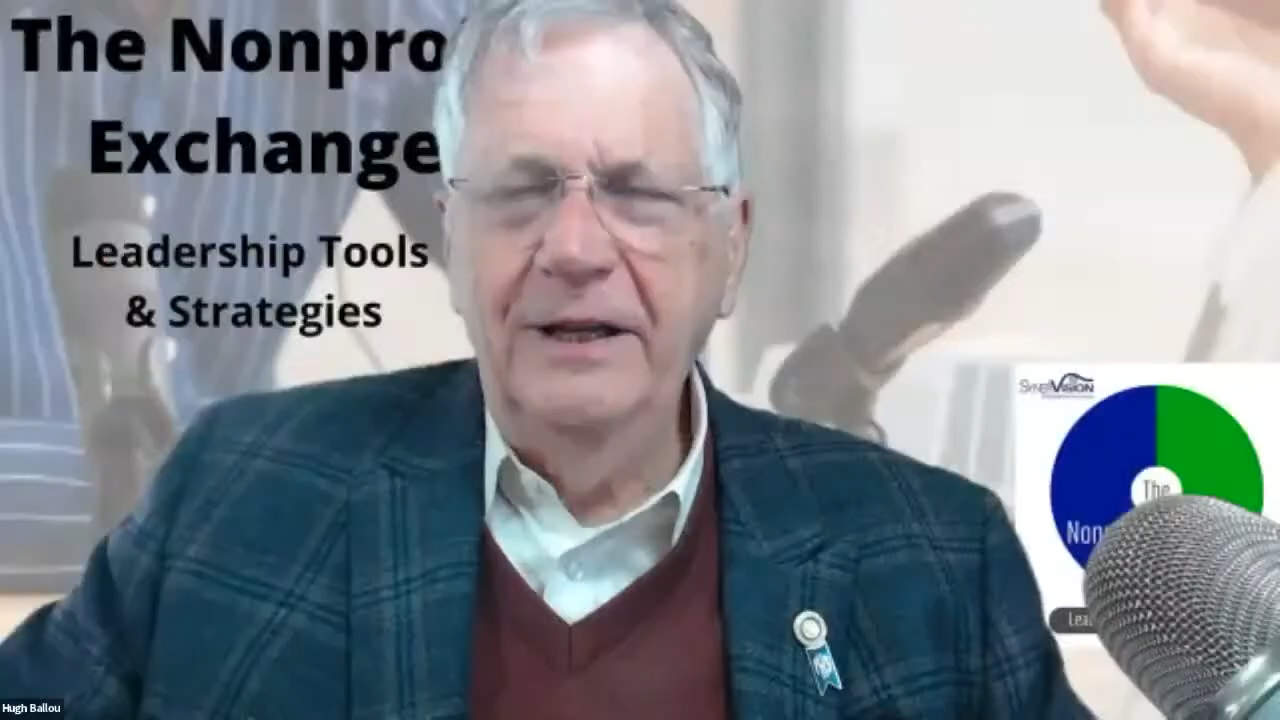 The Nonpro
Exchange
Leadership Tools
& Strategies
SynerVision
The
Non
Lea
Hugh Ballou